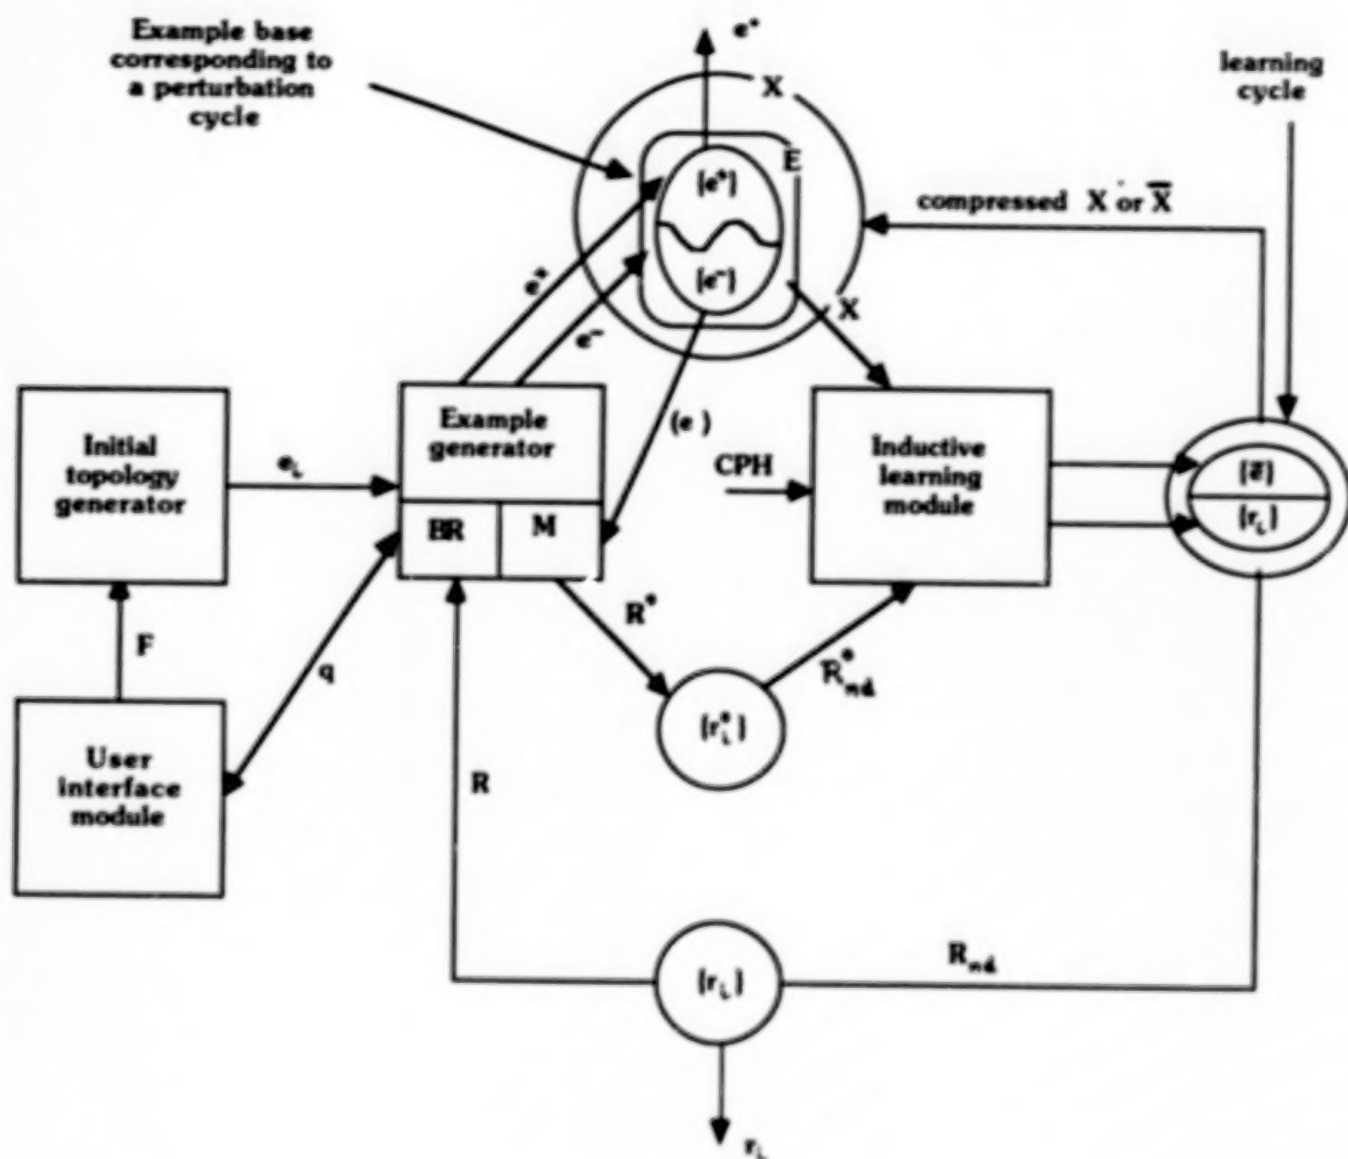 Example base
corresponding to
a perturbation
cycle
e*
learning
cycle
X
E
{e⁺}
{e⁻}
compressed X or X̅
e⁺
e⁻
X
Initial
topology
generator
eᵢ
Example
generator
BR
M
(e)
CPH
Inductive
learning
module
{e̅}
{rᵢ}
F
q
R*
R*nd
{r*ᵢ}
User
interface
module
R
{rᵢ}
Rnd
rᵢ